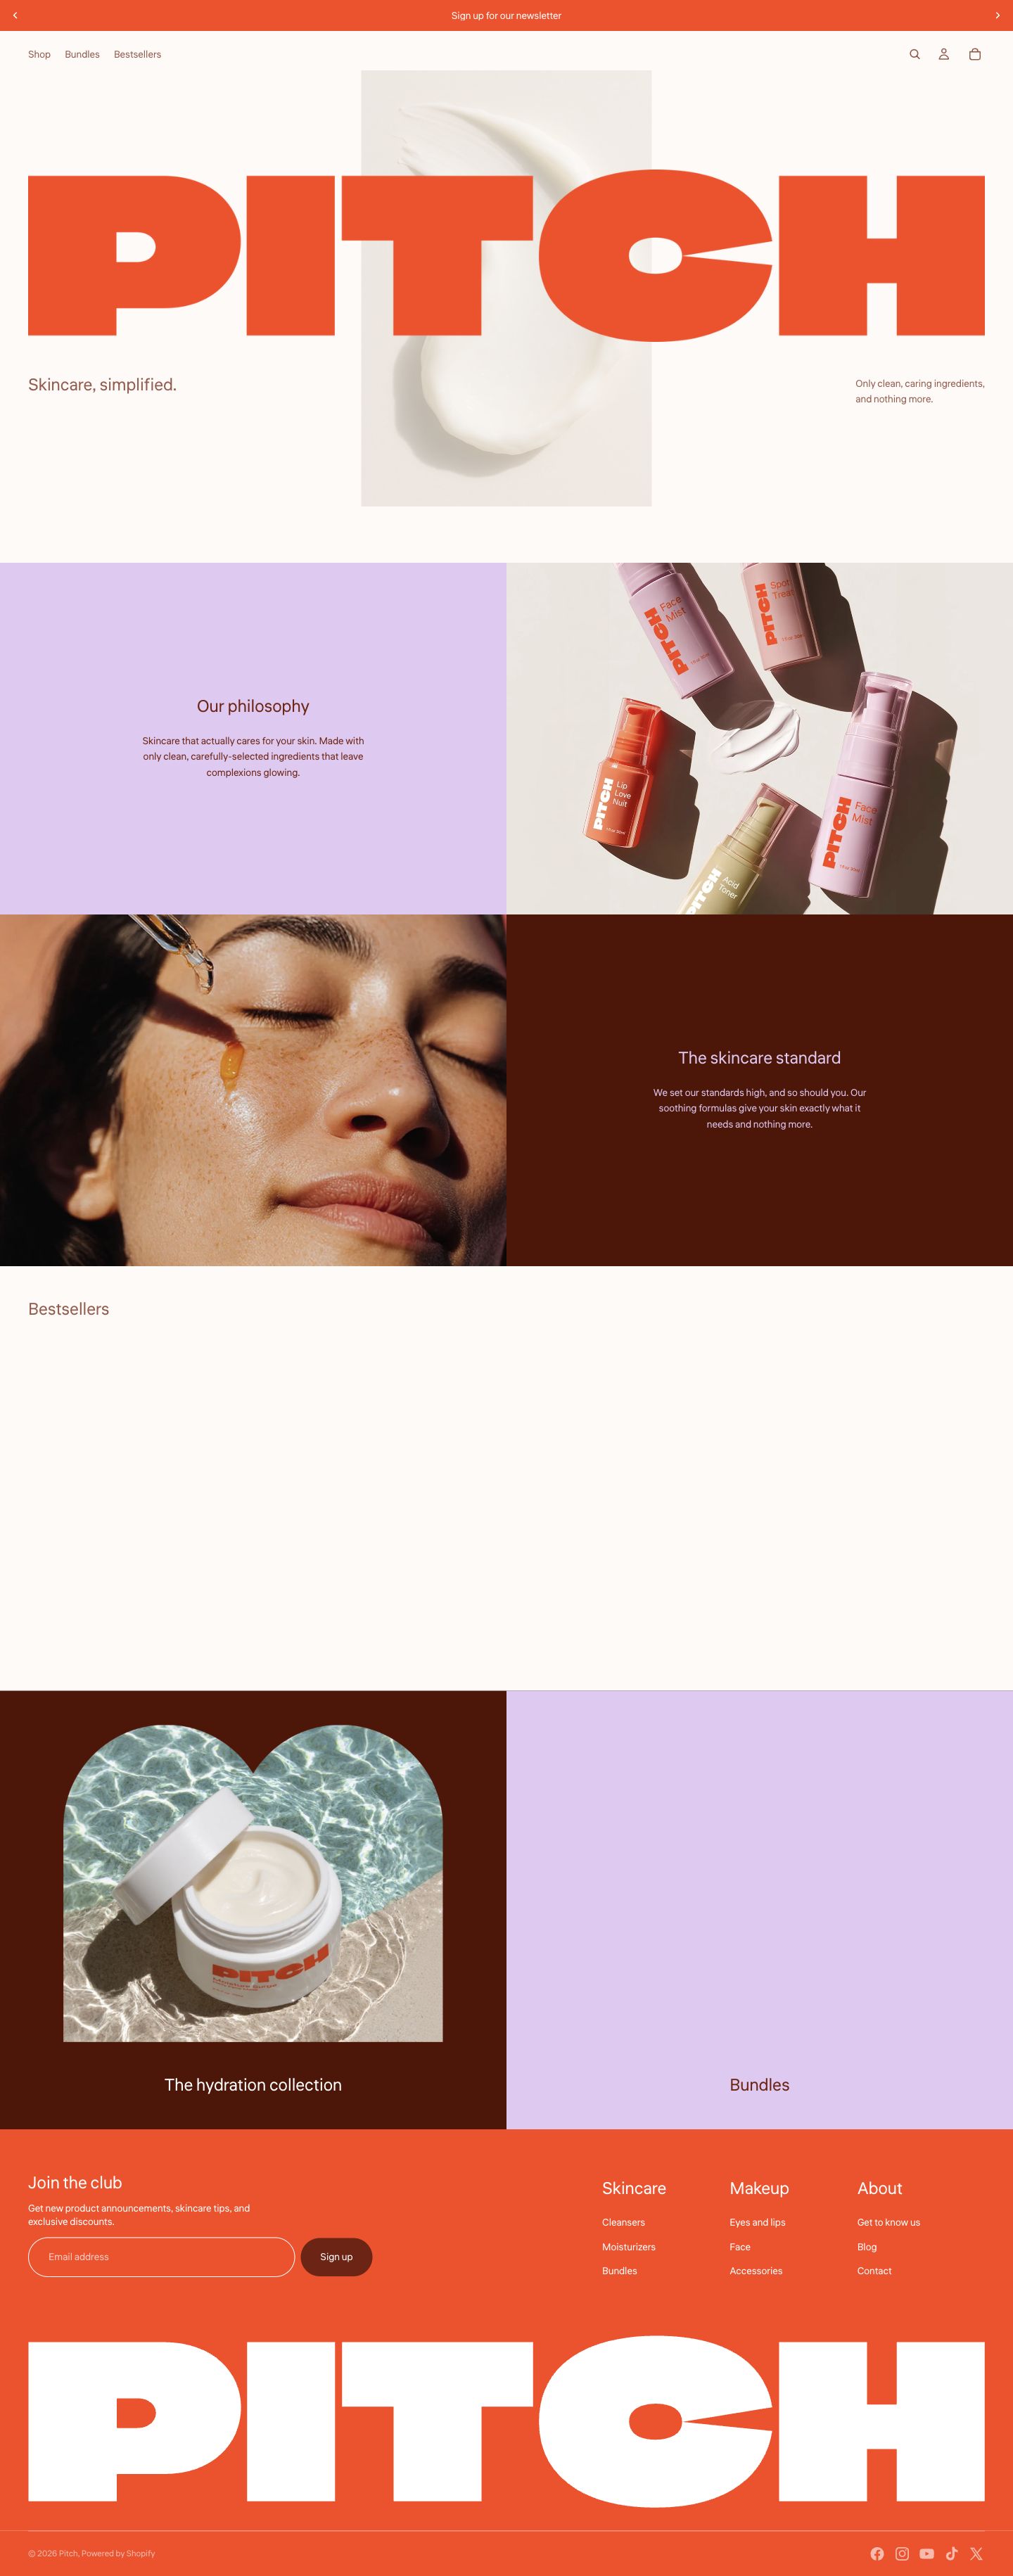 Sign up for our newsletter
Shop
Bundles
Bestsellers
PITCH
Skincare, simplified.
Only clean, caring ingredients,
and nothing more.
Our philosophy
Skincare that actually cares for your skin. Made with
only clean, carefully-selected ingredients that leave
complexions glowing.
PITCH
Face
Mist
PITCH
Spot
Treat
PITCH
Lip
Love
Nuit
PITCH
Face
Mist
PITCH
Acid
Toner
The skincare standard
We set our standards high, and so should you. Our
soothing formulas give your skin exactly what it
needs and nothing more.
Bestsellers
PITCH
The hydration collection
Bundles
Join the club
Get new product announcements, skincare tips, and
exclusive discounts.
Email address
Sign up
Skincare
Cleansers
Moisturizers
Bundles
Makeup
Eyes and lips
Face
Accessories
About
Get to know us
Blog
Contact
PITCH
© 2026 Pitch, Powered by Shopify